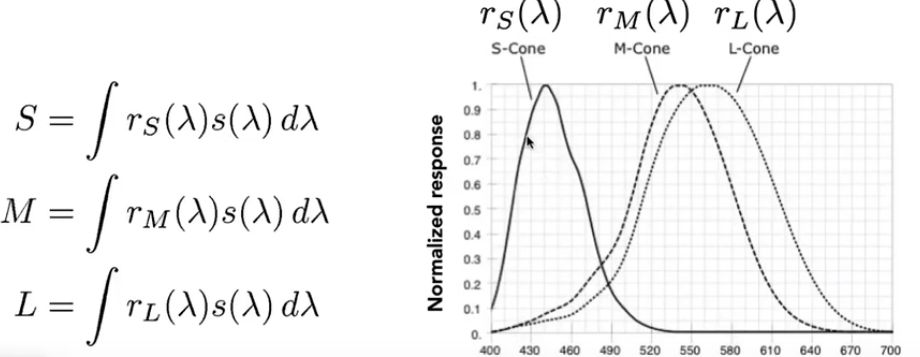 S = ∫ r_S(λ)s(λ) dλ
M = ∫ r_M(λ)s(λ) dλ
L = ∫ r_L(λ)s(λ) dλ
r_S(λ) r_M(λ) r_L(λ)
S-Cone M-Cone L-Cone
Normalized response
1.
0.9
0.8
0.7
0.6
0.5
0.4
0.3
0.2
0.1
0.
400 430 460 490 520 550 580 610 640 670 700